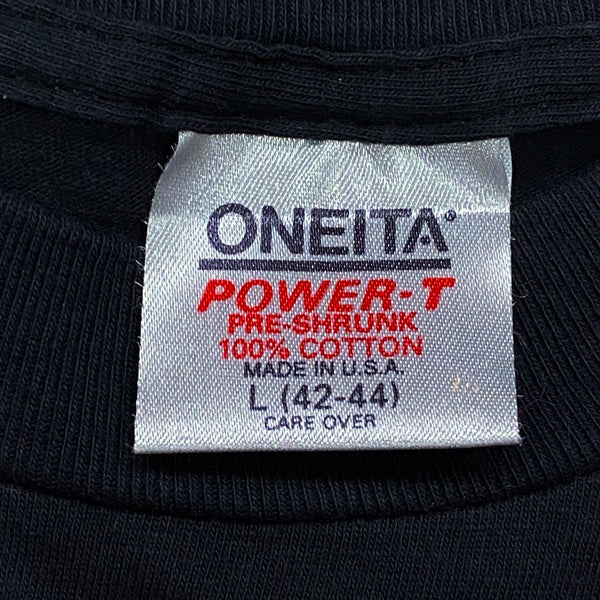 ONEITA®
POWER-T
PRE-SHRUNK
100% COTTON
MADE IN U.S.A.
L (42-44)
CARE OVER